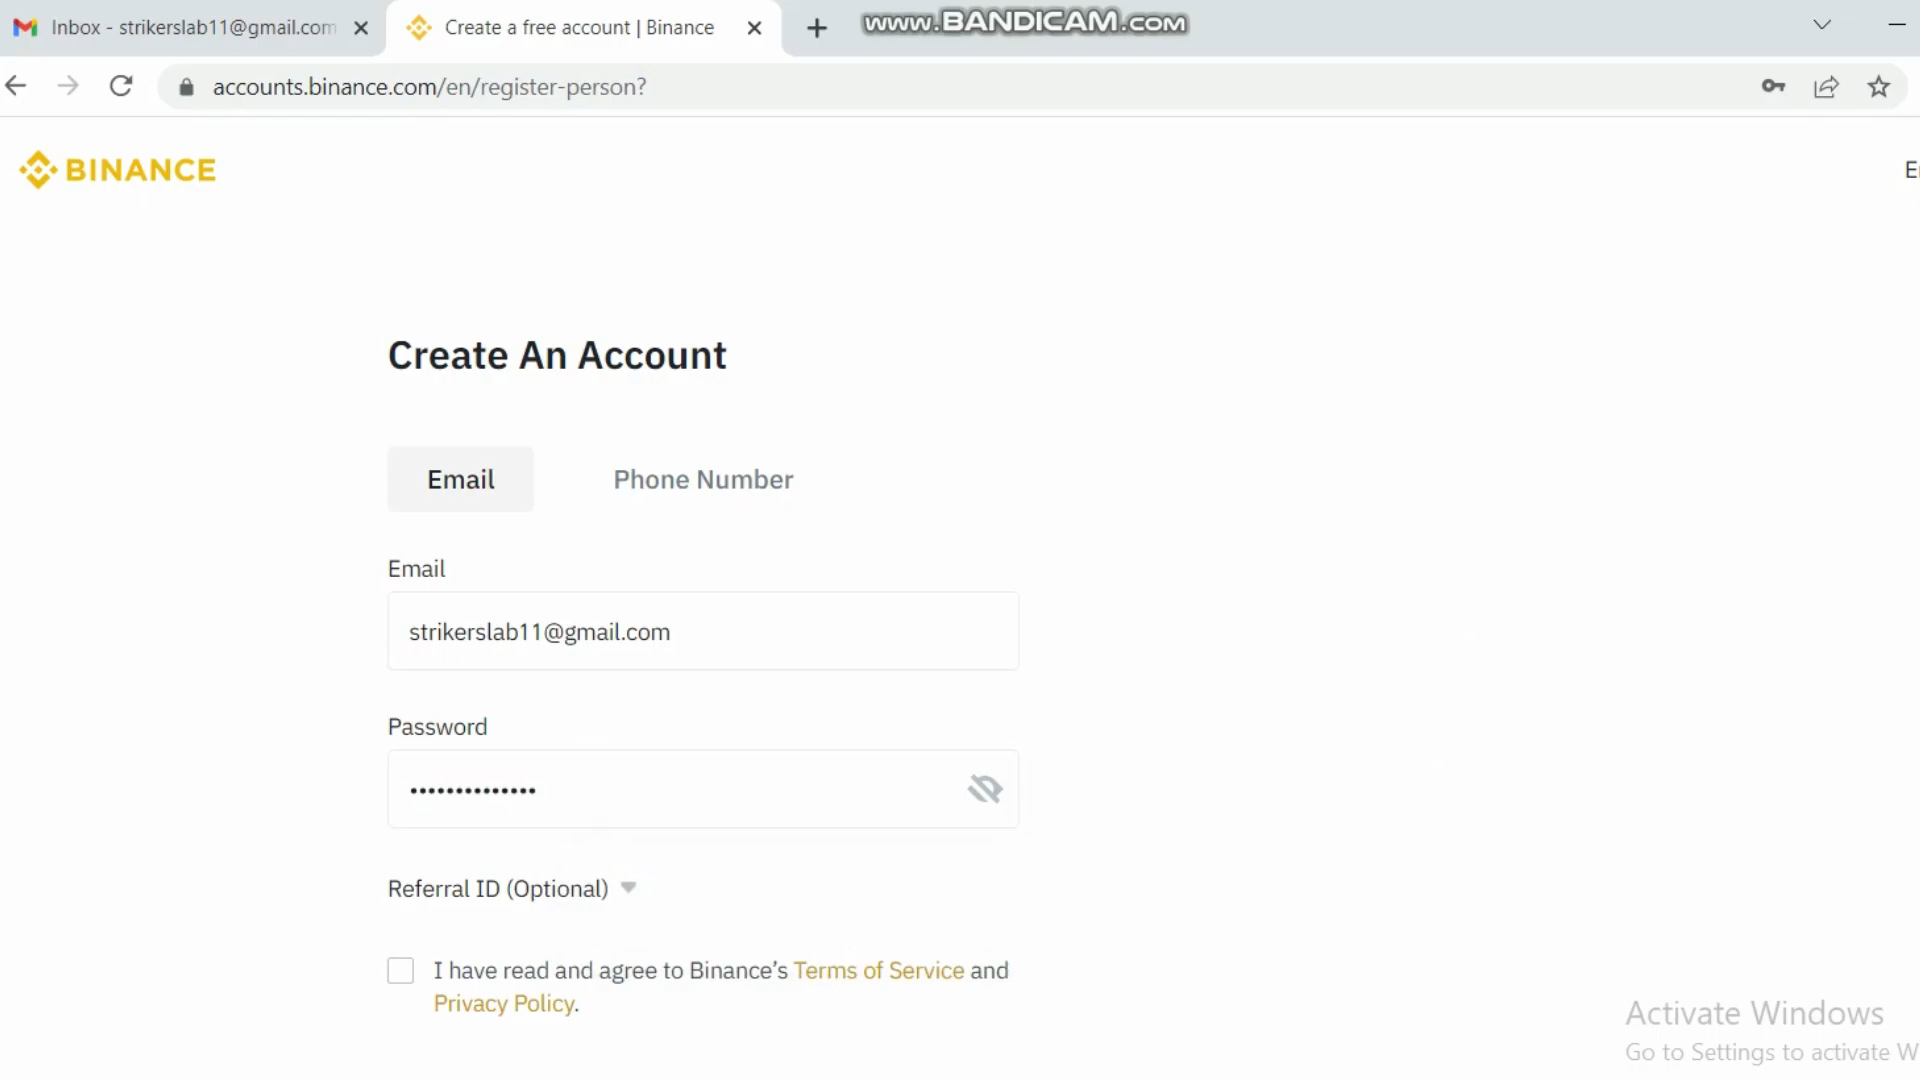 Inbox - strikerslab11@gmail.com
Create a free account | Binance
www.BANDICAM.com
accounts.binance.com/en/register-person?
BINANCE
Create An Account
Email
Phone Number
Email
strikerslab11@gmail.com
Password
••••••••••••••
Referral ID (Optional)
I have read and agree to Binance’s Terms of Service and
Privacy Policy.
Activate Windows
Go to Settings to activate W